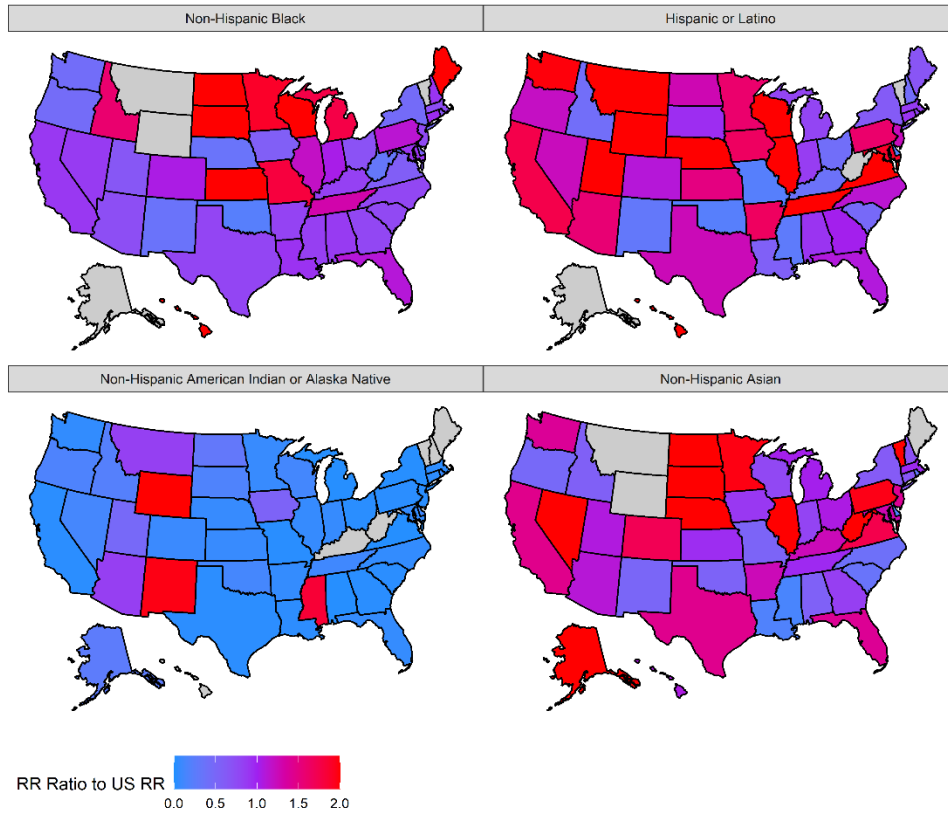 Non-Hispanic Black
Hispanic or Latino
Non-Hispanic American Indian or Alaska Native
Non-Hispanic Asian
RR Ratio to US RR
0.0 0.5 1.0 1.5 2.0